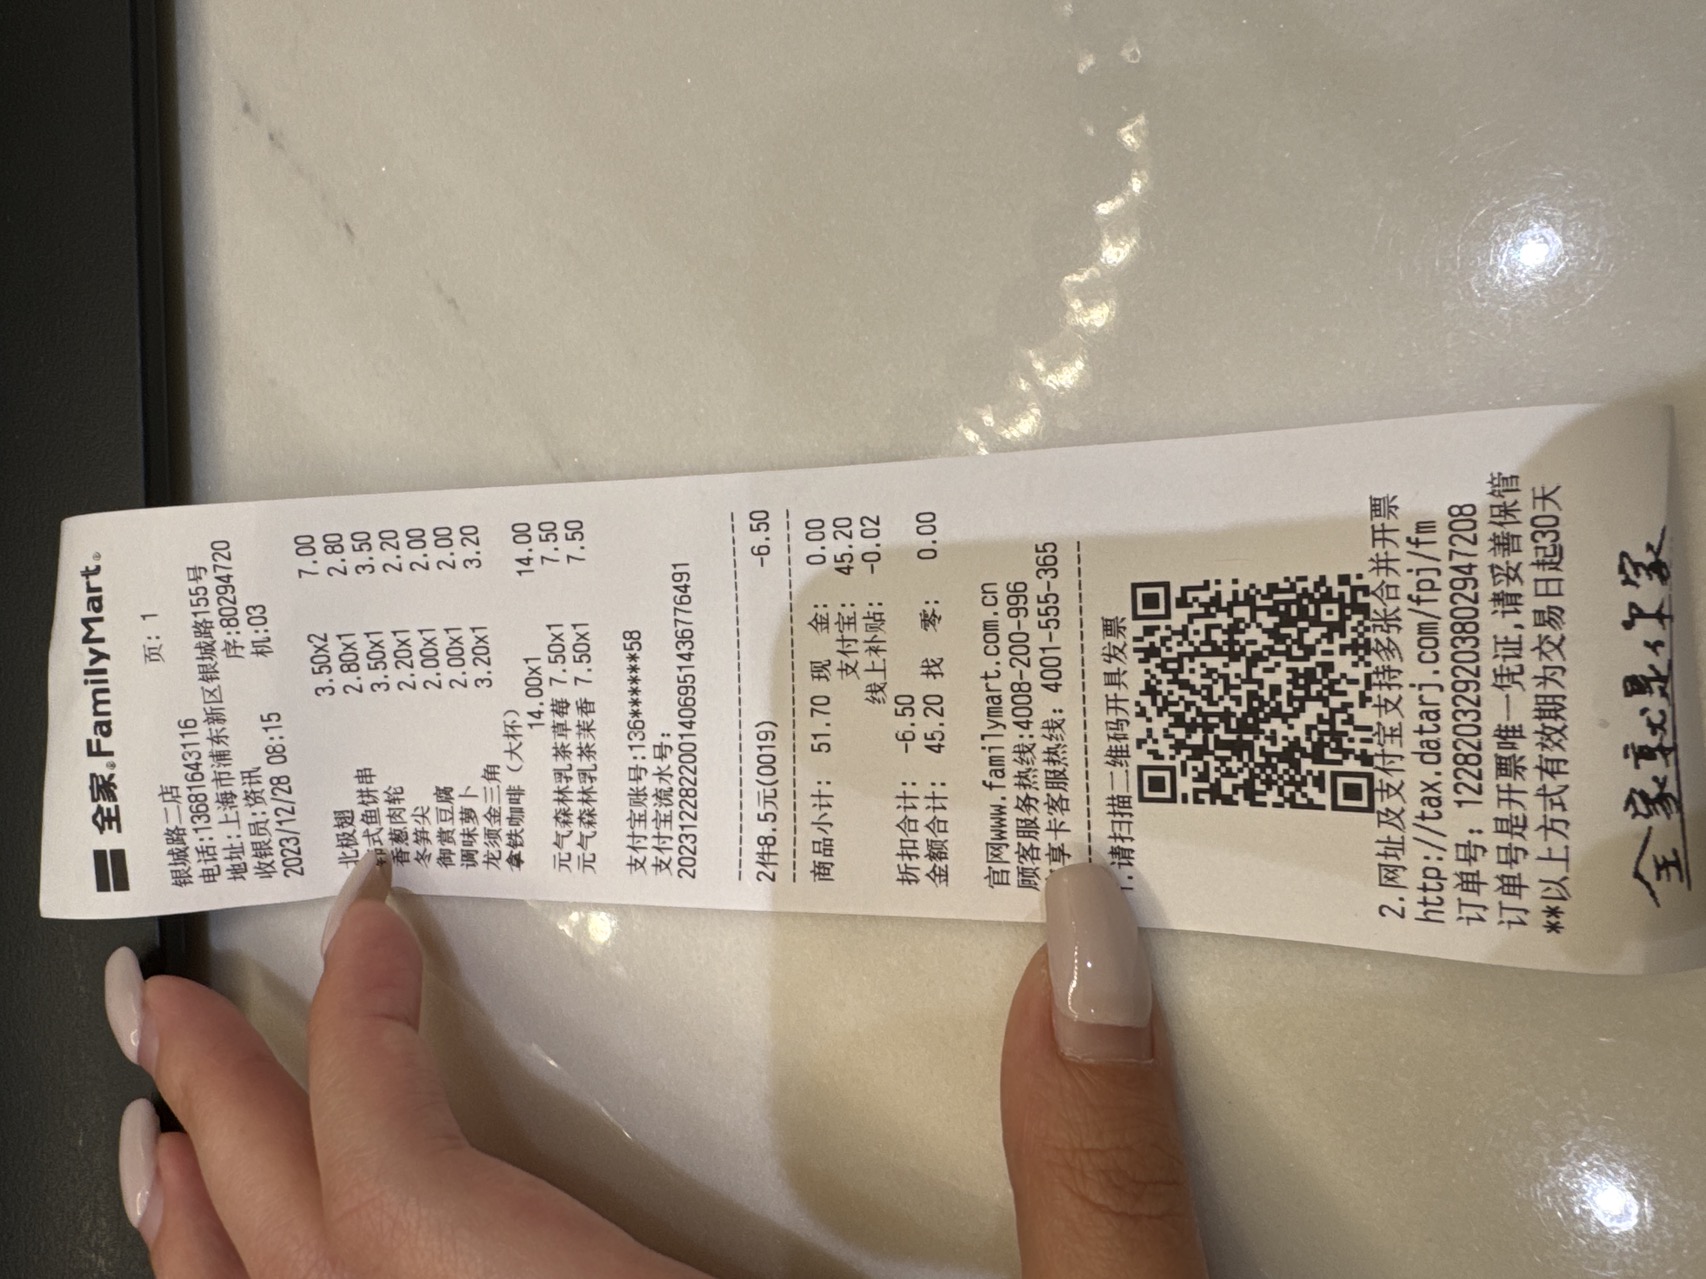 全家 FamilyMart
页: 1
银城路二店
电话:13681643116
地址:上海市浦东新区银城路155号
收银员:资讯 序:80294720
2023/12/28 08:15 机:03
北极翅 3.50x2 7.00
式鱼饼串 2.80x1 2.80
香葱肉轮 3.50x1 3.50
冬笋尖 2.20x1 2.20
御赏豆腐 2.00x1 2.00
调味萝卜 2.00x1 2.00
龙须金三角 3.20x1 3.20
拿铁咖啡（大杯）
14.00x1 14.00
元气森林乳茶草莓 7.50x1 7.50
元气森林乳茶茉香 7.50x1 7.50
支付宝账号:136******58
支付宝流水号:
2023122822001406951436776491
2件8.5元(0019) -6.50
商品小计: 51.70 现 金: 0.00
支付宝: 45.20
线上补贴: -0.02
折扣合计: -6.50
金额合计: 45.20 找 零: 0.00
官网www.familymart.com.cn
顾客服务热线:4008-200-996
享卡客服热线: 4001-555-365
1.请扫描二维码开具发票
2.网址及支付宝支持多张合并开票
http://tax.datarj.com/fpj/fm
订单号: 122820329203802947208
订单号是开票唯一凭证,请妥善保管
**以上方式有效期为交易日起30天
全家就是你家